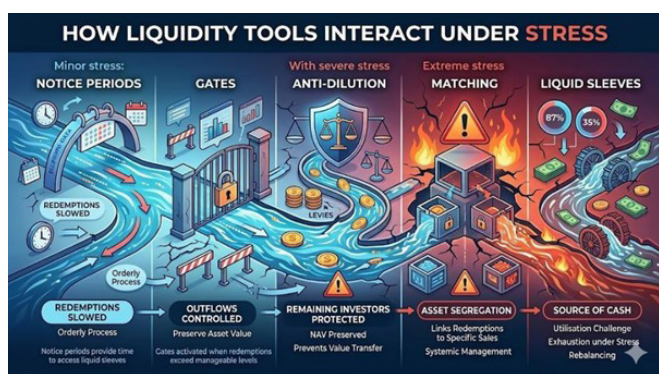 HOW LIQUIDITY TOOLS INTERACT UNDER STRESS
Minor stress:
NOTICE PERIODS
GATES
With severe stress
ANTI-DILUTION
Extreme stress
MATCHING
LIQUID SLEEVES
87%
35%
REDEMPTIONS
SLOWED
LEVIES
Orderly
Process
REDEMPTIONS
SLOWED
Orderly Process
Notice periods provide time
to access liquid sleeves
OUTFLOWS
CONTROLLED
Preserve Asset Value
Gates activated when redemptions
exceed manageable levels
REMAINING INVESTORS
PROTECTED
NAV Preserved
Prevents Value Transfer
ASSET SEGREGATION
Links Redemptions
to Specific Sales
Systemic Management
SOURCE OF CASH
Utilisation Challenge
Exhaustion under Stress
Rebalancing